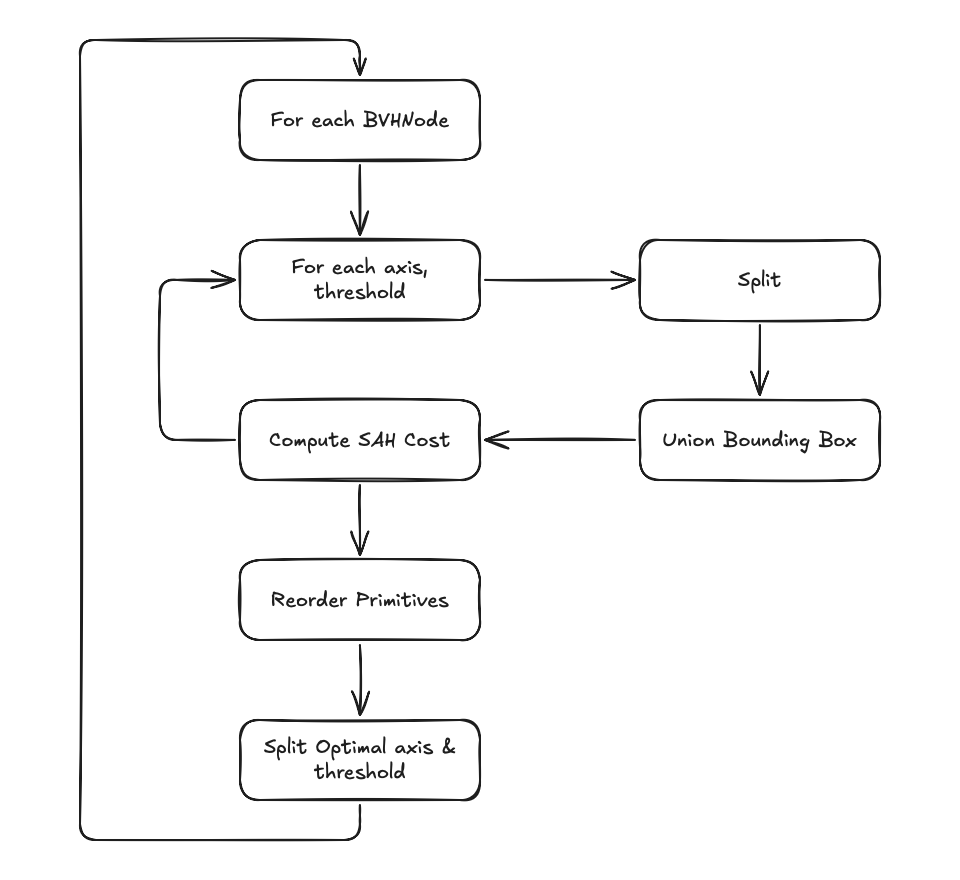 For each BVHNode
For each axis,
threshold
Split
Compute SAH Cost
Union Bounding Box
Reorder Primitives
Split Optimal axis &
threshold